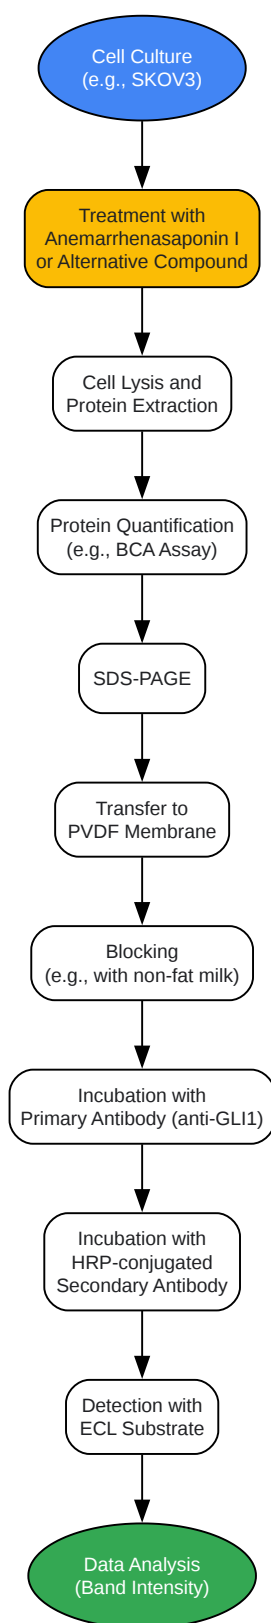 Cell Culture
(e.g., SKOV3)
Treatment with
Anemarrhenasaponin I
or Alternative Compound
Cell Lysis and
Protein Extraction
Protein Quantification
(e.g., BCA Assay)
SDS-PAGE
Transfer to
PVDF Membrane
Blocking
(e.g., with non-fat milk)
Incubation with
Primary Antibody (anti-GLI1)
Incubation with
HRP-conjugated
Secondary Antibody
Detection with
ECL Substrate
Data Analysis
(Band Intensity)